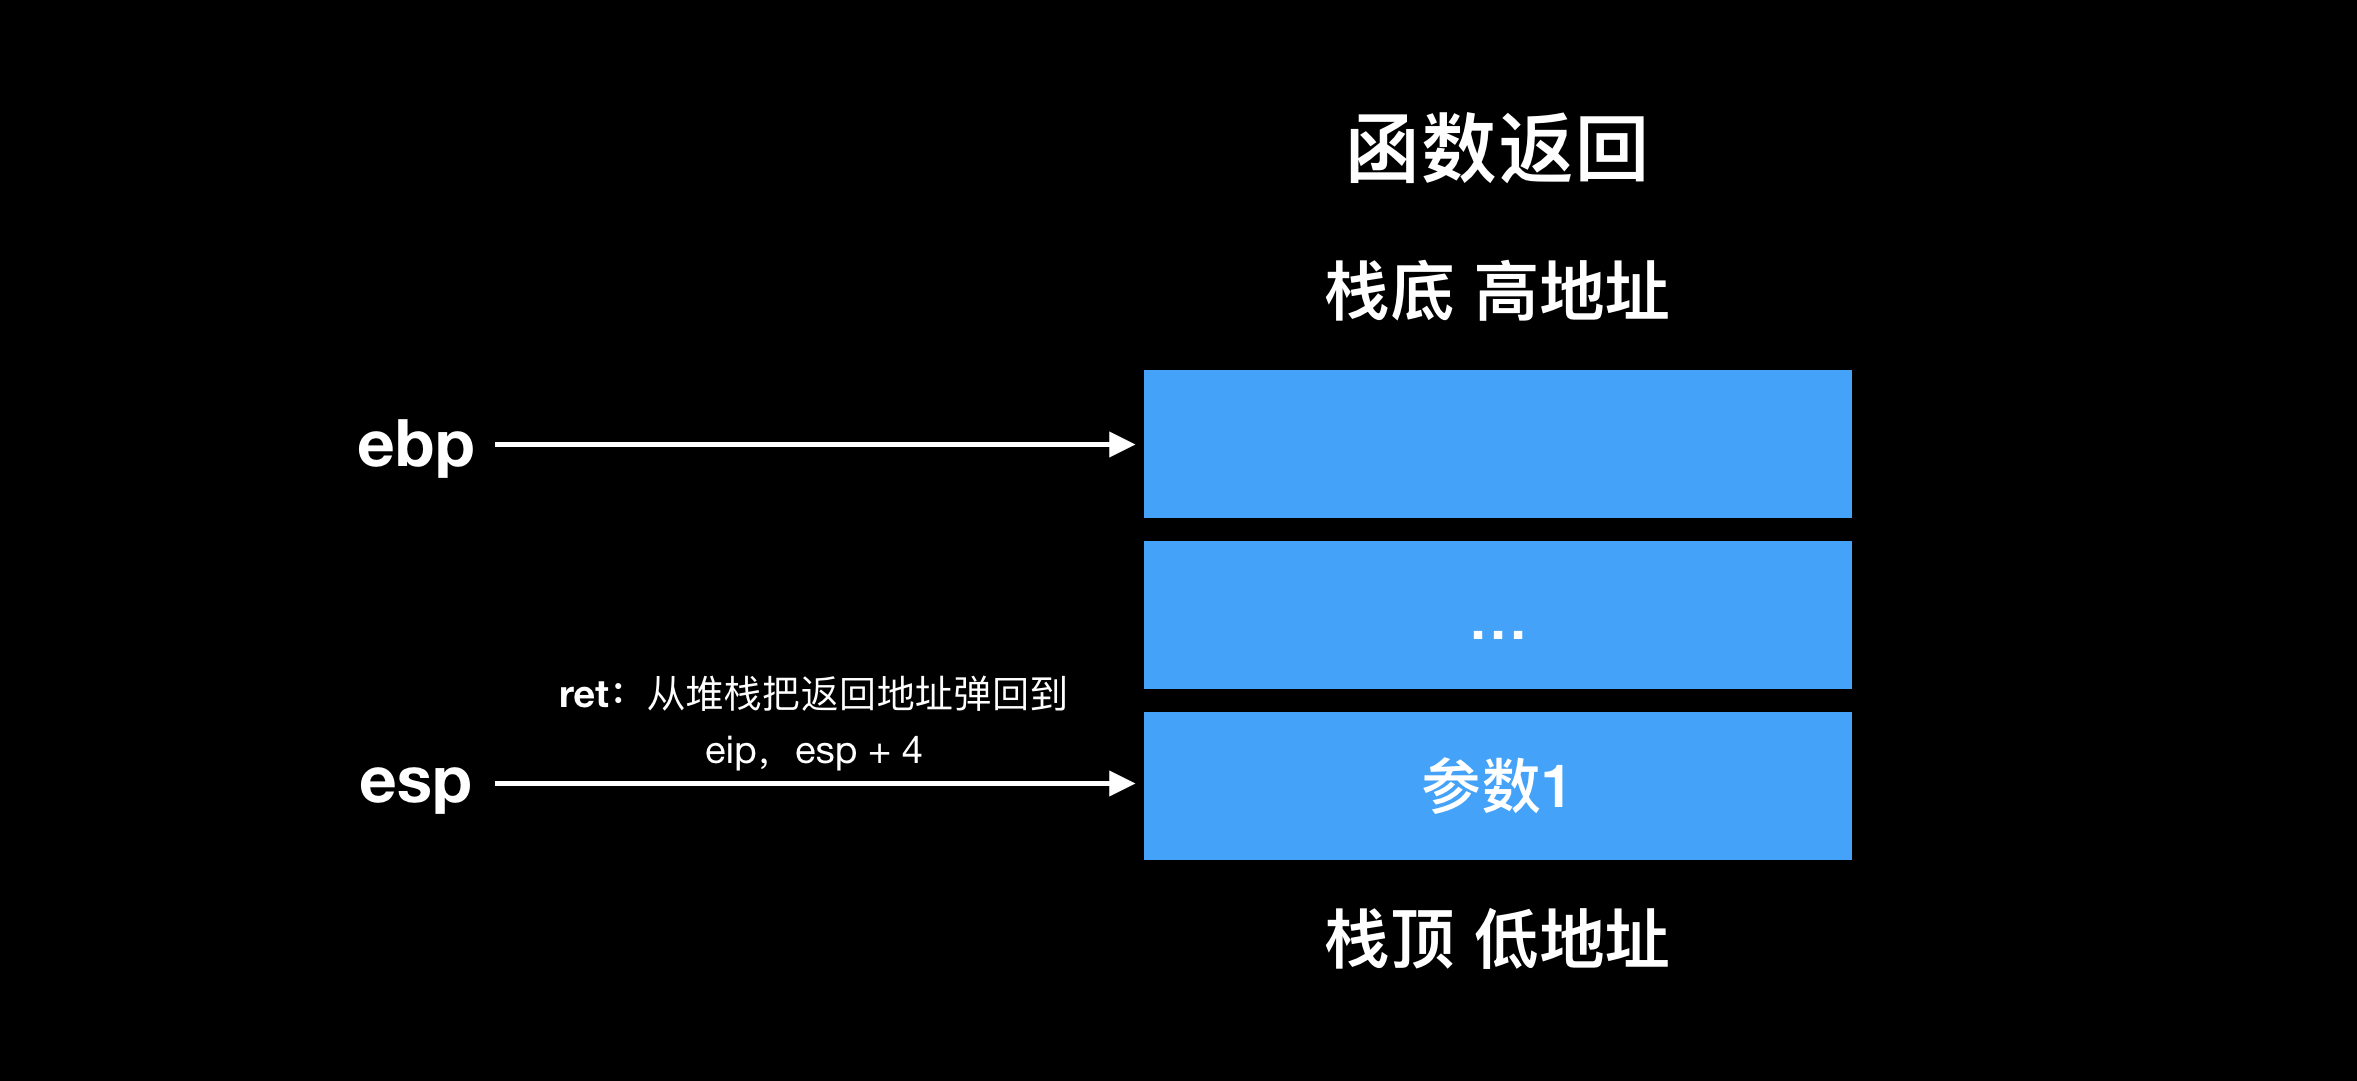 函数返回
栈底 高地址
ebp
...
ret：从堆栈把返回地址弹回到
eip，esp + 4
esp
参数1
栈顶 低地址